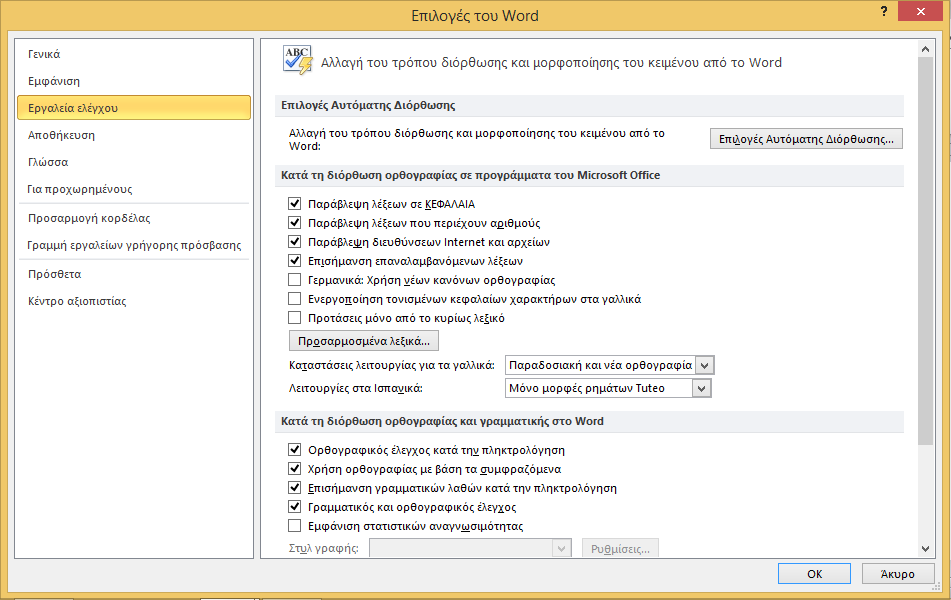 Επιλογές του Word
?
Γενικά
Εμφάνιση
Εργαλεία ελέγχου
Αποθήκευση
Γλώσσα
Για προχωρημένους
Προσαρμογή κορδέλας
Γραμμή εργαλείων γρήγορης πρόσβασης
Πρόσθετα
Κέντρο αξιοπιστίας
ABC
Αλλαγή του τρόπου διόρθωσης και μορφοποίησης του κειμένου από το Word
Επιλογές Αυτόματης Διόρθωσης
Αλλαγή του τρόπου διόρθωσης και μορφοποίησης του κειμένου από το
Word:
Επιλογές Αυτόματης Διόρθωσης...
Κατά τη διόρθωση ορθογραφίας σε προγράμματα του Microsoft Office
Παράβλεψη λέξεων σε ΚΕΦΑΛΑΙΑ
Παράβλεψη λέξεων που περιέχουν αριθμούς
Παράβλεψη διευθύνσεων Internet και αρχείων
Επισήμανση επαναλαμβανόμενων λέξεων
Γερμανικά: Χρήση νέων κανόνων ορθογραφίας
Ενεργοποίηση τονισμένων κεφαλαίων χαρακτήρων στα γαλλικά
Προτάσεις μόνο από το κυρίως λεξικό
Προσαρμοσμένα λεξικά...
Καταστάσεις λειτουργίας για τα γαλλικά: Παραδοσιακή και νέα ορθογραφία
Λειτουργίες στα Ισπανικά: Μόνο μορφές ρημάτων Tuteo
Κατά τη διόρθωση ορθογραφίας και γραμματικής στο Word
Ορθογραφικός έλεγχος κατά την πληκτρολόγηση
Χρήση ορθογραφίας με βάση τα συμφραζόμενα
Επισήμανση γραμματικών λαθών κατά την πληκτρολόγηση
Γραμματικός και ορθογραφικός έλεγχος
Εμφάνιση στατιστικών αναγνωσιμότητας
Στυλ γραφής: Ρυθμίσεις...
OK
Άκυρο